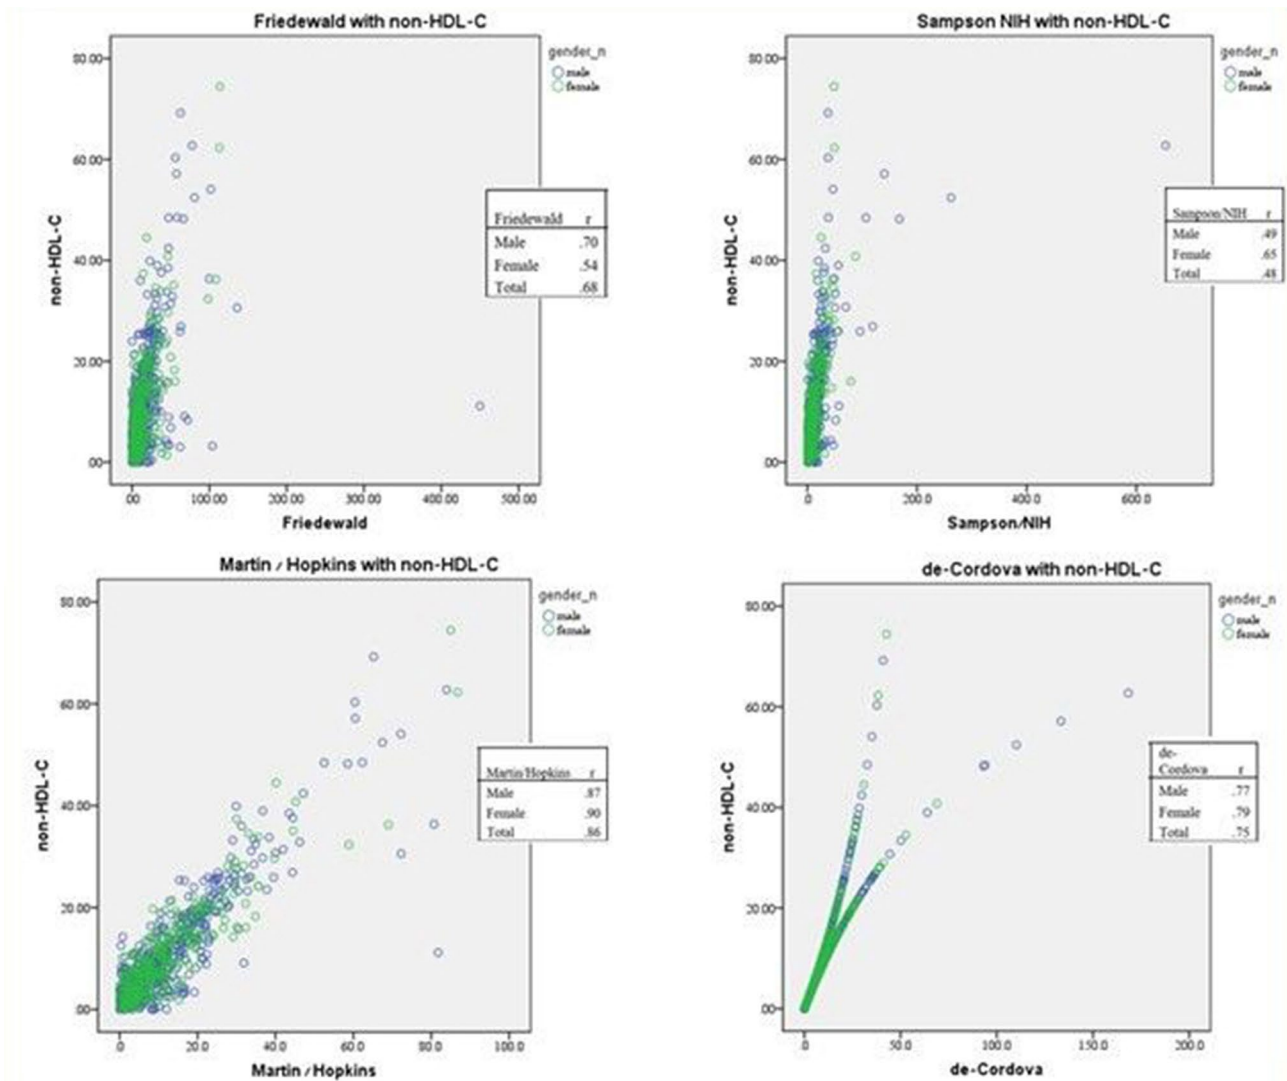 Friedewald with non-HDL-C
gender_n
male
female
80.00
60.00
40.00
20.00
.00
non-HDL-C
Friedewald r
Male .70
Female .54
Total .68
.00 100.00 200.00 300.00 400.00 500.00
Friedewald
Sampson NIH with non-HDL-C
gender_n
male
female
80.00
60.00
40.00
20.00
.00
non-HDL-C
Sampson/NIH r
Male .49
Female .65
Total .48
.0 200.0 400.0 600.0
Sampson/NIH
Martin / Hopkins with non-HDL-C
gender_n
male
female
80.00
60.00
40.00
20.00
.00
non-HDL-C
Martin/Hopkins r
Male .87
Female .90
Total .86
.0 20.0 40.0 60.0 80.0 100.0
Martin / Hopkins
de-Cordova with non-HDL-C
gender_n
male
female
80.00
60.00
40.00
20.00
.00
non-HDL-C
de-
Cordova r
Male .77
Female .79
Total .75
.0 50.0 100.0 150.0 200.0
de-Cordova